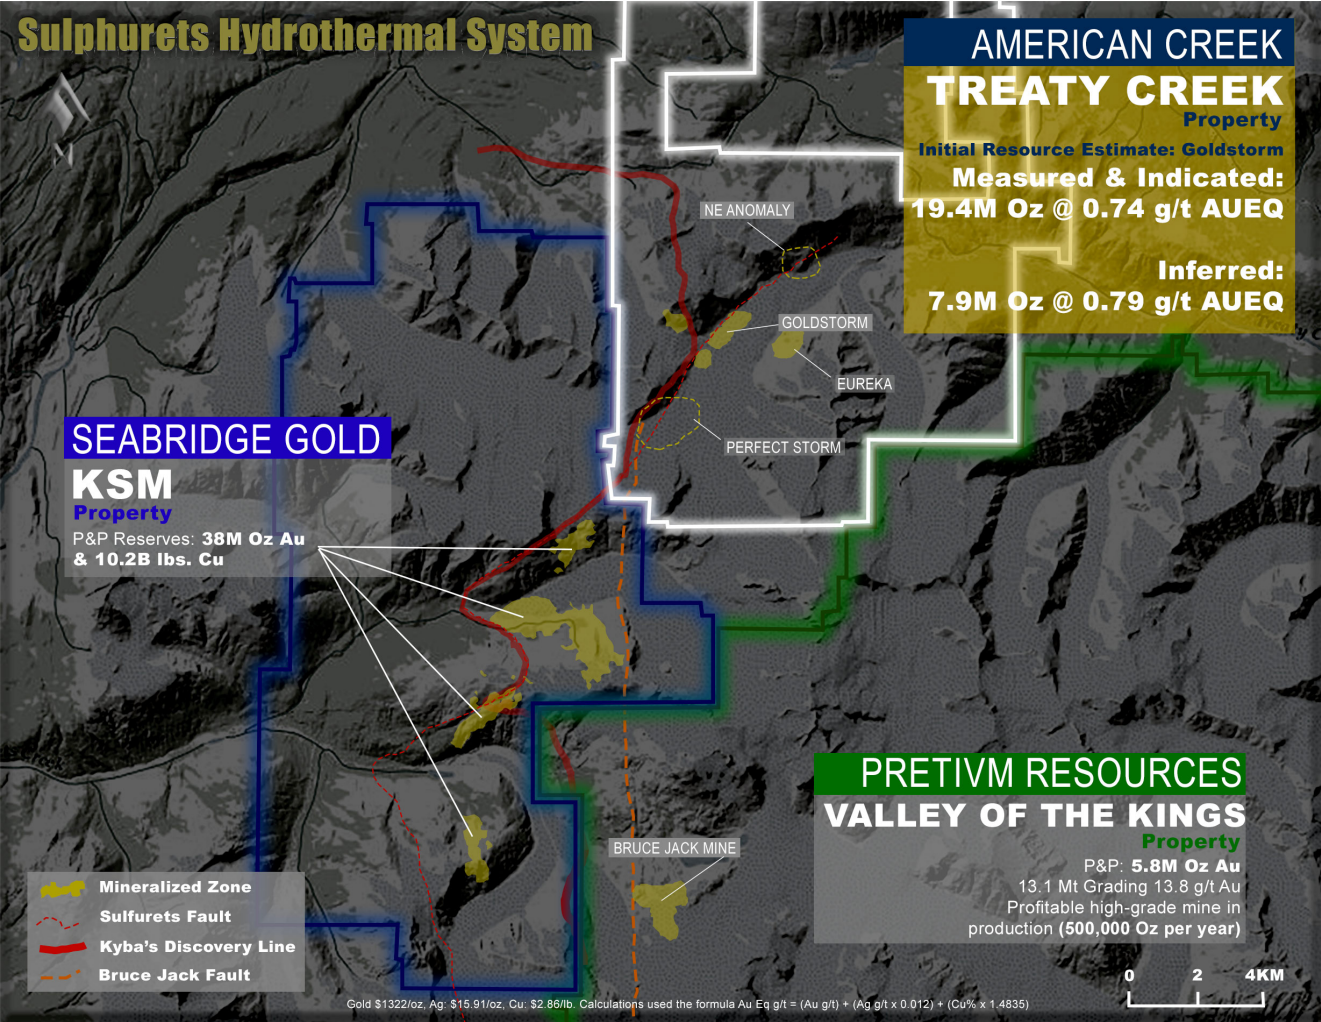 Sulphurets Hydrothermal System
N
AMERICAN CREEK
TREATY CREEK
Property
Initial Resource Estimate: Goldstorm
Measured & Indicated:
19.4M Oz @ 0.74 g/t AUEQ
Inferred:
7.9M Oz @ 0.79 g/t AUEQ
NE ANOMALY
GOLDSTORM
EUREKA
PERFECT STORM
SEABRIDGE GOLD
KSM
Property
P&P Reserves: 38M Oz Au
& 10.2B lbs. Cu
PRETIVM RESOURCES
VALLEY OF THE KINGS
Property
P&P: 5.8M Oz Au
13.1 Mt Grading 13.8 g/t Au
Profitable high-grade mine in
production (500,000 Oz per year)
BRUCE JACK MINE
Mineralized Zone
Sulfurets Fault
Kyba's Discovery Line
Bruce Jack Fault
0 2 4KM
Gold $1322/oz, Ag: $15.91/oz, Cu: $2.86/lb. Calculations used the formula Au Eq g/t = (Au g/t) + (Ag g/t x 0.012) + (Cu% x 1.4835)